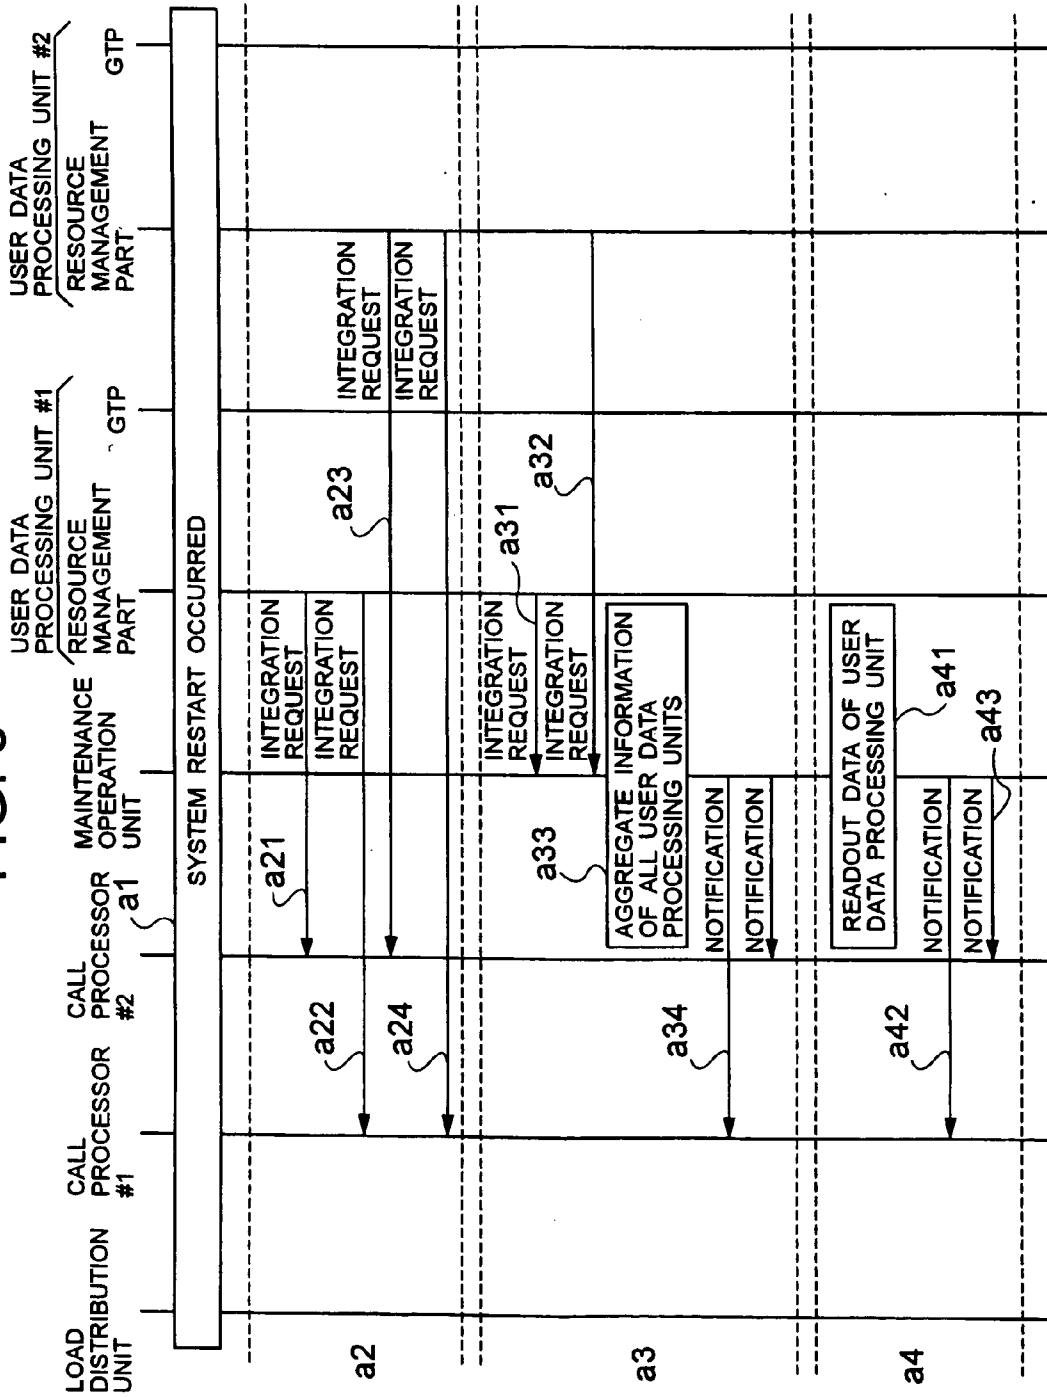 LOAD
DISTRIBUTION
UNIT
CALL
PROCESSOR
#1
CALL
PROCESSOR
#2
MAINTENANCE
OPERATION
UNIT
USER DATA
PROCESSING UNIT #1
RESOURCE
MANAGEMENT
PART
GTP
USER DATA
PROCESSING UNIT #2
RESOURCE
MANAGEMENT
PART
GTP
a1
SYSTEM RESTART OCCURRED
a2
INTEGRATION
REQUEST
a21
INTEGRATION
REQUEST
a22
INTEGRATION
REQUEST
a23
INTEGRATION
REQUEST
a24
a3
INTEGRATION
REQUEST
a31
INTEGRATION
REQUEST
a32
a33
AGGREGATE INFORMATION
OF ALL USER DATA
PROCESSING UNITS
NOTIFICATION
a34
NOTIFICATION
a4
READOUT DATA OF USER
DATA PROCESSING UNIT
a41
NOTIFICATION
a42
NOTIFICATION
a43